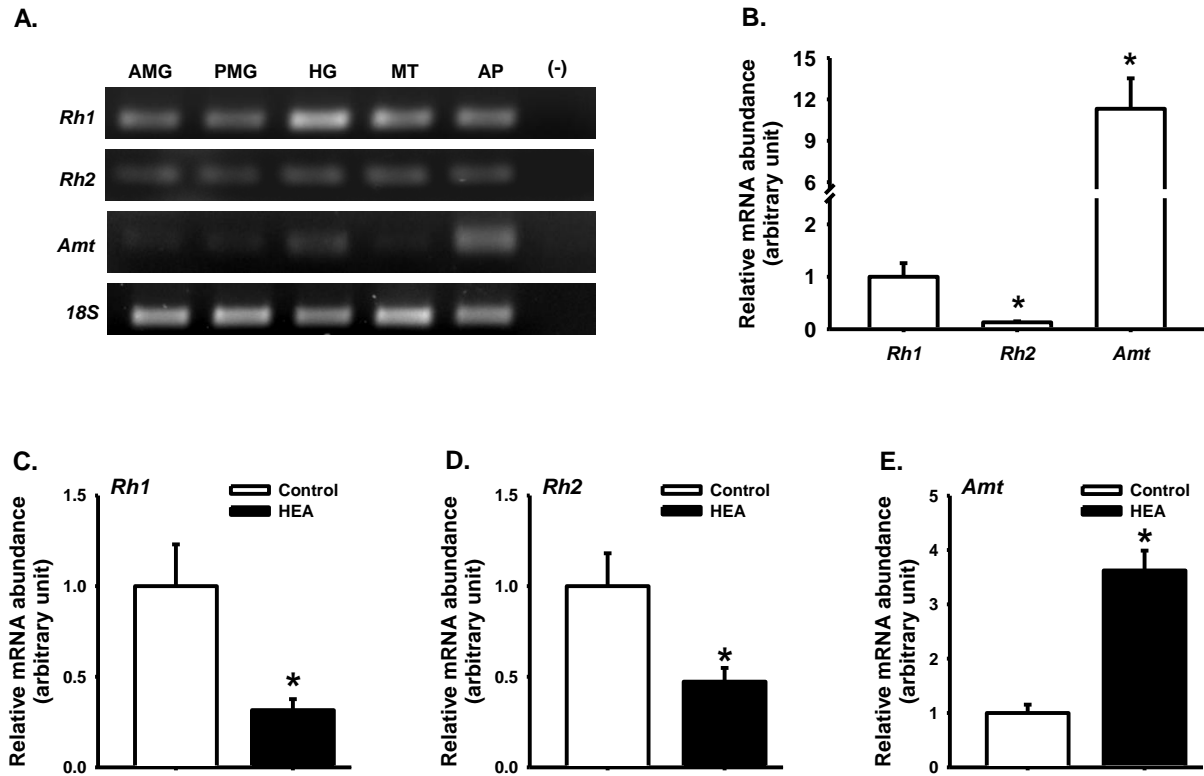 A.
AMG PMG HG MT AP (-)
Rh1
Rh2
Amt
18S
B.
Relative mRNA abundance
(arbitrary unit)
15
12
9
6
2
1
0
*
*
Rh1 Rh2 Amt
C.
Rh1
Control
HEA
Relative mRNA abundance
(arbitrary unit)
1.5
1.0
0.5
0.0
*
D.
Rh2
Control
HEA
Relative mRNA abundance
(arbitrary unit)
1.5
1.0
0.5
0.0
*
E.
Amt
Control
HEA
Relative mRNA abundance
(arbitrary unit)
5
4
3
2
1
0
*